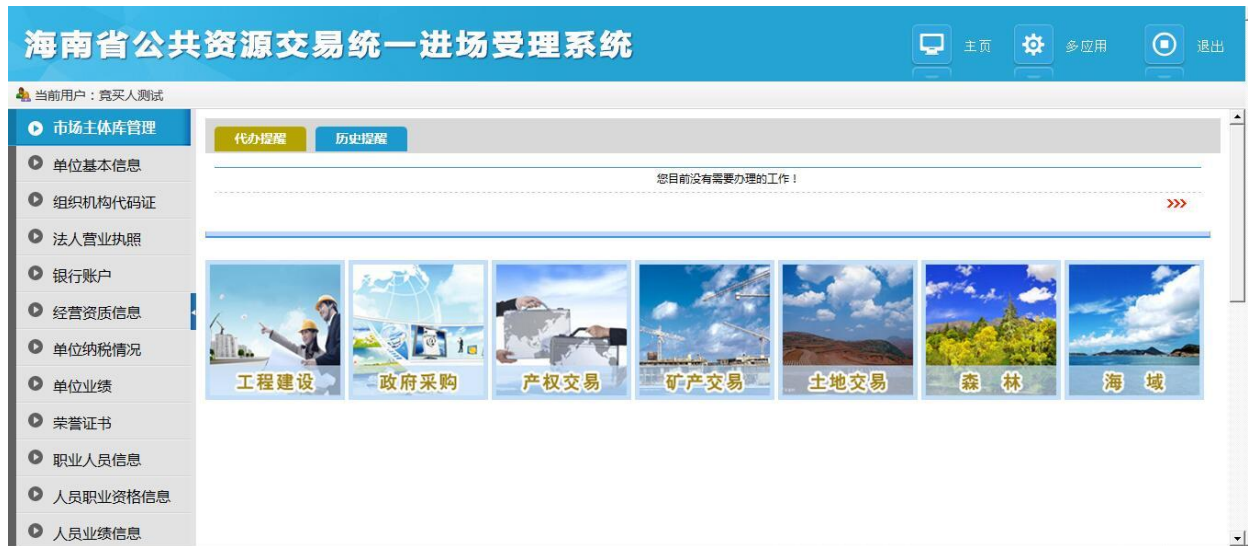 海南省公共资源交易统一进场受理系统
主页
多应用
退出
当前用户：竞买人测试
市场主体库管理
单位基本信息
组织机构代码证
法人营业执照
银行账户
经营资质信息
单位纳税情况
单位业绩
荣誉证书
职业人员信息
人员职业资格信息
人员业绩信息
代办提醒
历史提醒
您目前没有需要办理的工作！
>>>
工程建设
政府采购
产权交易
矿产交易
土地交易
森 林
海 域